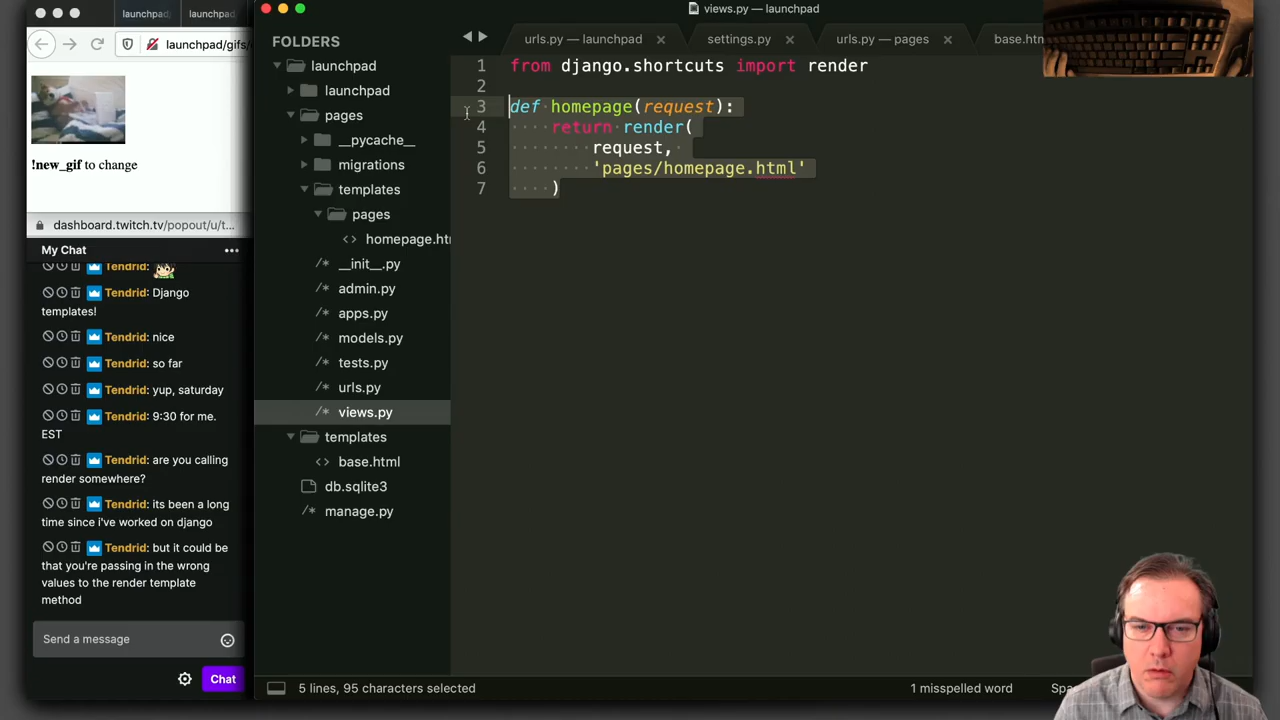 launchpad
launchpad
launchpad/gifs/
!new_gif to change
dashboard.twitch.tv/popout/u/t...
My Chat
Tendrid:
Tendrid: Django
templates!
Tendrid: nice
Tendrid: so far
Tendrid: yup, saturday
Tendrid: 9:30 for me.
EST
Tendrid: are you calling
render somewhere?
Tendrid: its been a long
time since i've worked on django
Tendrid: but it could be
that you're passing in the wrong
values to the render template
method
Send a message
Chat
views.py — launchpad
FOLDERS
launchpad
launchpad
pages
__pycache__
migrations
templates
pages
<> homepage.htr
/* __init__.py
/* admin.py
/* apps.py
/* models.py
/* tests.py
/* urls.py
/* views.py
templates
<> base.html
db.sqlite3
/* manage.py
urls.py — launchpad
settings.py
urls.py — pages
base.htm
1 from django.shortcuts import render
2
3 def homepage(request):
4 return render(
5 request,
6 'pages/homepage.html'
7 )
5 lines, 95 characters selected
1 misspelled word
Spa